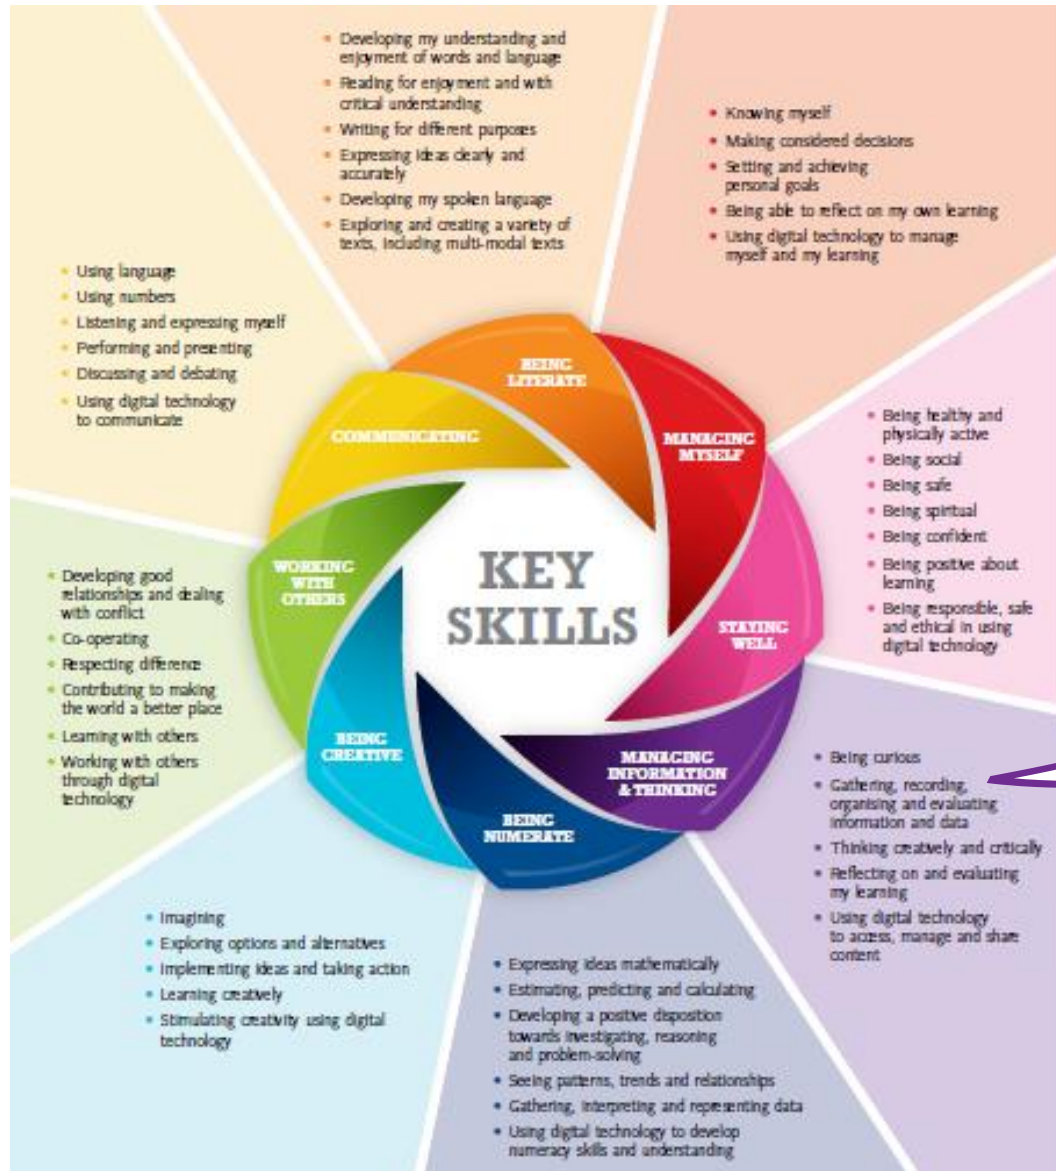 KEY
SKILLS
BEING
LITERATE
• Developing my understanding and
enjoyment of words and language
• Reading for enjoyment and with
critical understanding
• Writing for different purposes
• Expressing ideas clearly and
accurately
• Developing my spoken language
• Exploring and creating a variety of
texts, including multi-modal texts
MANAGING
MYSELF
• Knowing myself
• Making considered decisions
• Setting and achieving
personal goals
• Being able to reflect on my own learning
• Using digital technology to manage
myself and my learning
STAYING
WELL
• Being healthy and
physically active
• Being social
• Being safe
• Being spiritual
• Being confident
• Being positive about
learning
• Being responsible, safe
and ethical in using
digital technology
MANAGING
INFORMATION
& THINKING
• Being curious
• Gathering, recording,
organising and evaluating
information and data
• Thinking creatively and critically
• Reflecting on and evaluating
my learning
• Using digital technology
to access, manage and share
content
BEING
NUMERATE
• Expressing ideas mathematically
• Estimating, predicting and calculating
• Developing a positive disposition
towards investigating, reasoning
and problem-solving
• Seeing patterns, trends and relationships
• Gathering, interpreting and representing data
• Using digital technology to develop
numeracy skills and understanding
BEING
CREATIVE
• Imagining
• Exploring options and alternatives
• Implementing ideas and taking action
• Learning creatively
• Stimulating creativity using digital
technology
WORKING
WITH
OTHERS
• Developing good
relationships and dealing
with conflict
• Co-operating
• Respecting difference
• Contributing to making
the world a better place
• Learning with others
• Working with others
through digital
technology
COMMUNICATING
• Using language
• Using numbers
• Listening and expressing myself
• Performing and presenting
• Discussing and debating
• Using digital technology
to communicate